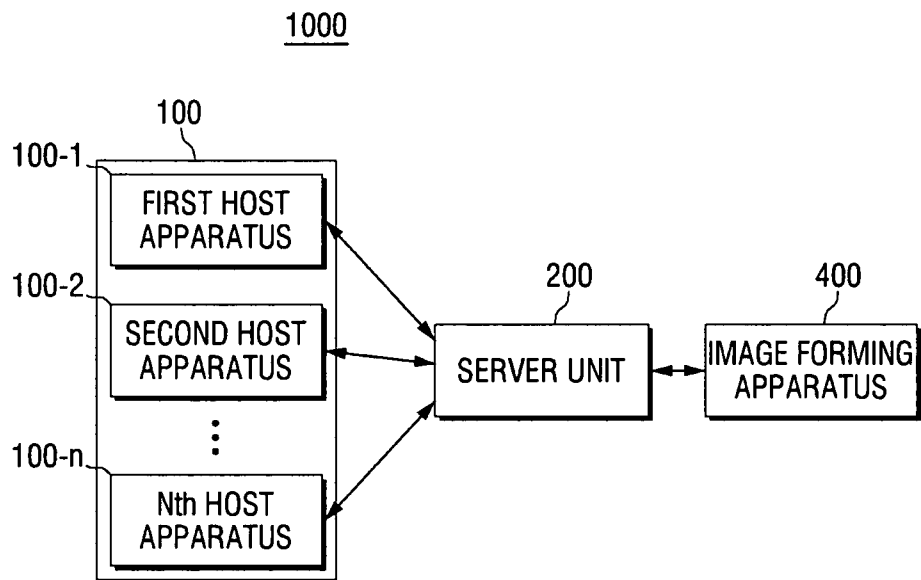 1000
100
100-1
FIRST HOST
APPARATUS
100-2
SECOND HOST
APPARATUS
100-n
Nth HOST
APPARATUS
200
SERVER UNIT
400
IMAGE FORMING
APPARATUS